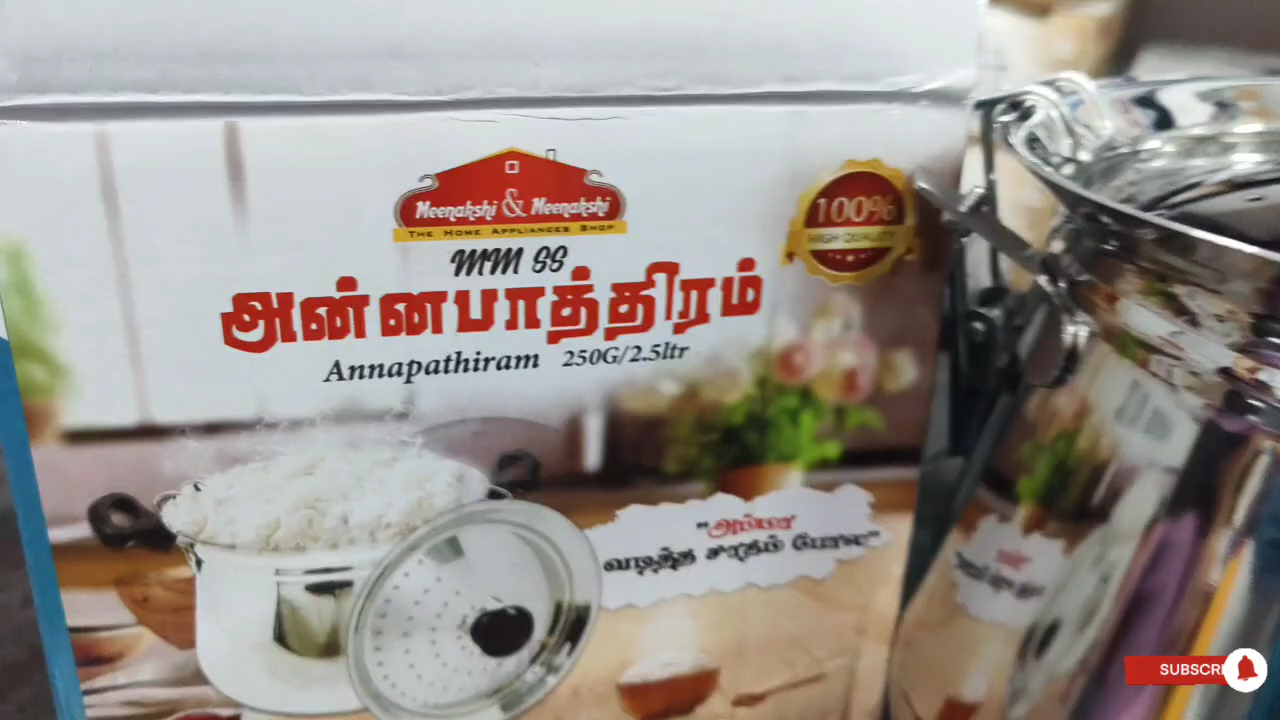 Meenakshi & Meenakshi
THE HOME APPLIANCES SHOP
MM SS
அன்னபாத்திரம்
Annapathiram 250G/2.5ltr
100%
HIGH QUALITY
"அம்மா
வடித்த சாதம் போல"
SUBSCRI